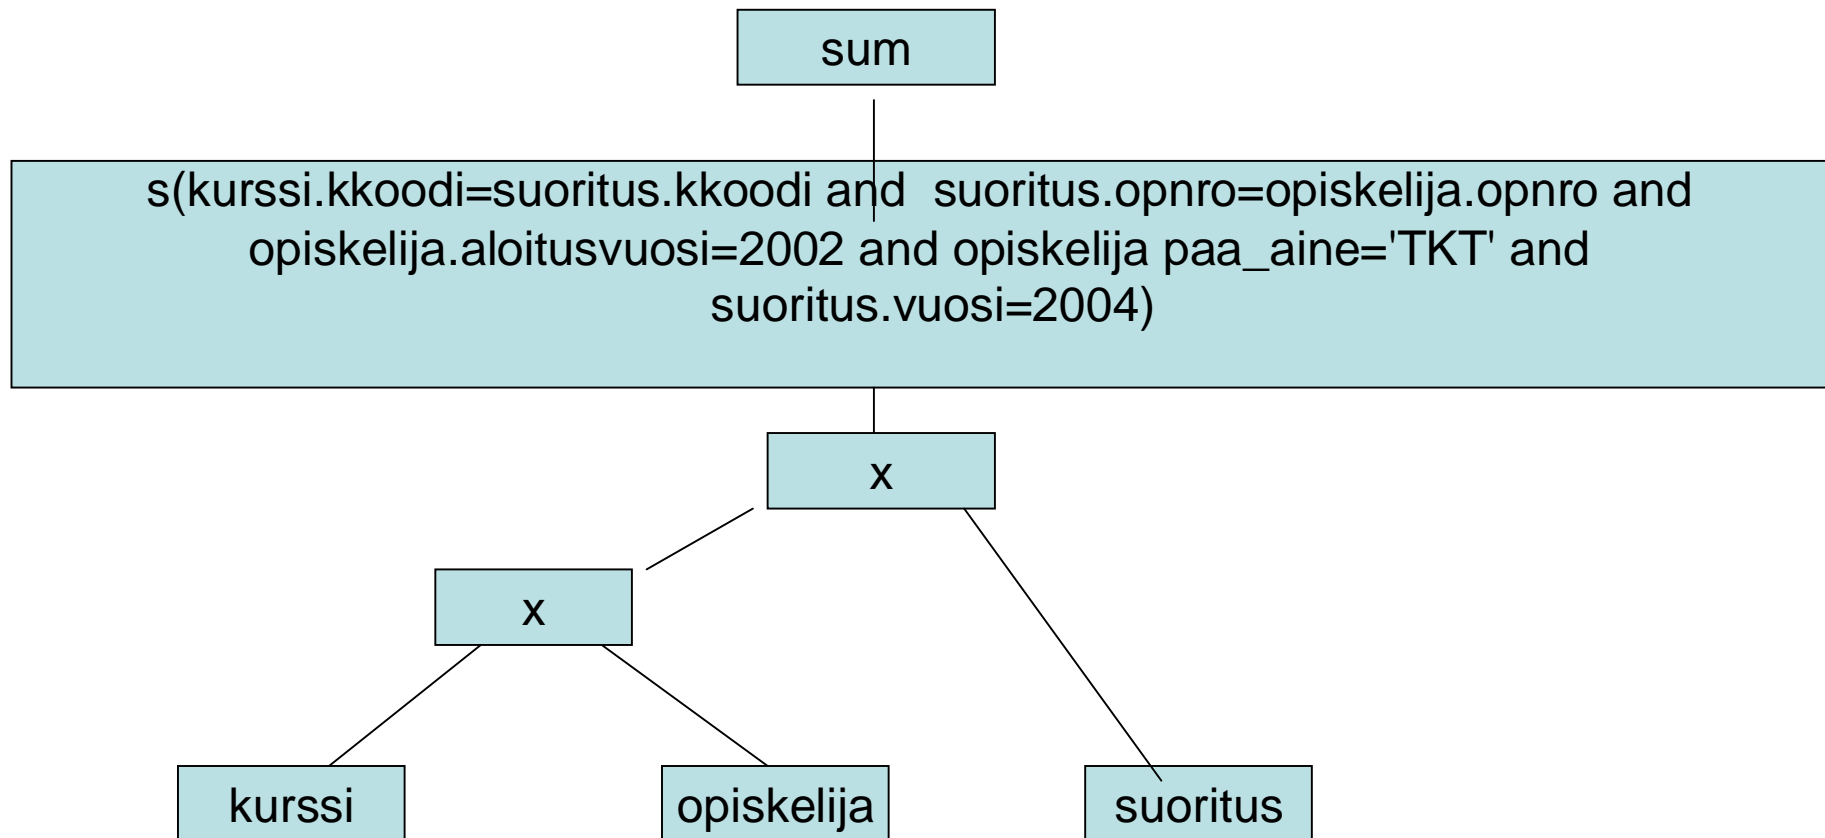 sum
s(kurssi.kkoodi=suoritus.kkoodi and  suoritus.opnro=opiskelija.opnro and
opiskelija.aloitusvuosi=2002 and opiskelija paa_aine='TKT' and
suoritus.vuosi=2004)
x
x
kurssi
opiskelija
suoritus